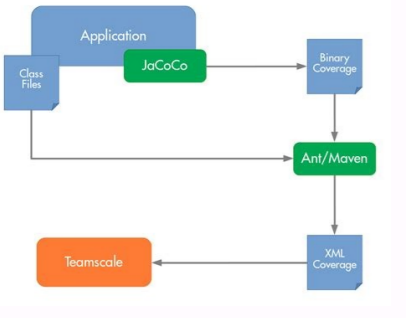 Application
JaCoCo
Class
Files
Binary
Coverage
Ant/Maven
XML
Coverage
Teamscale